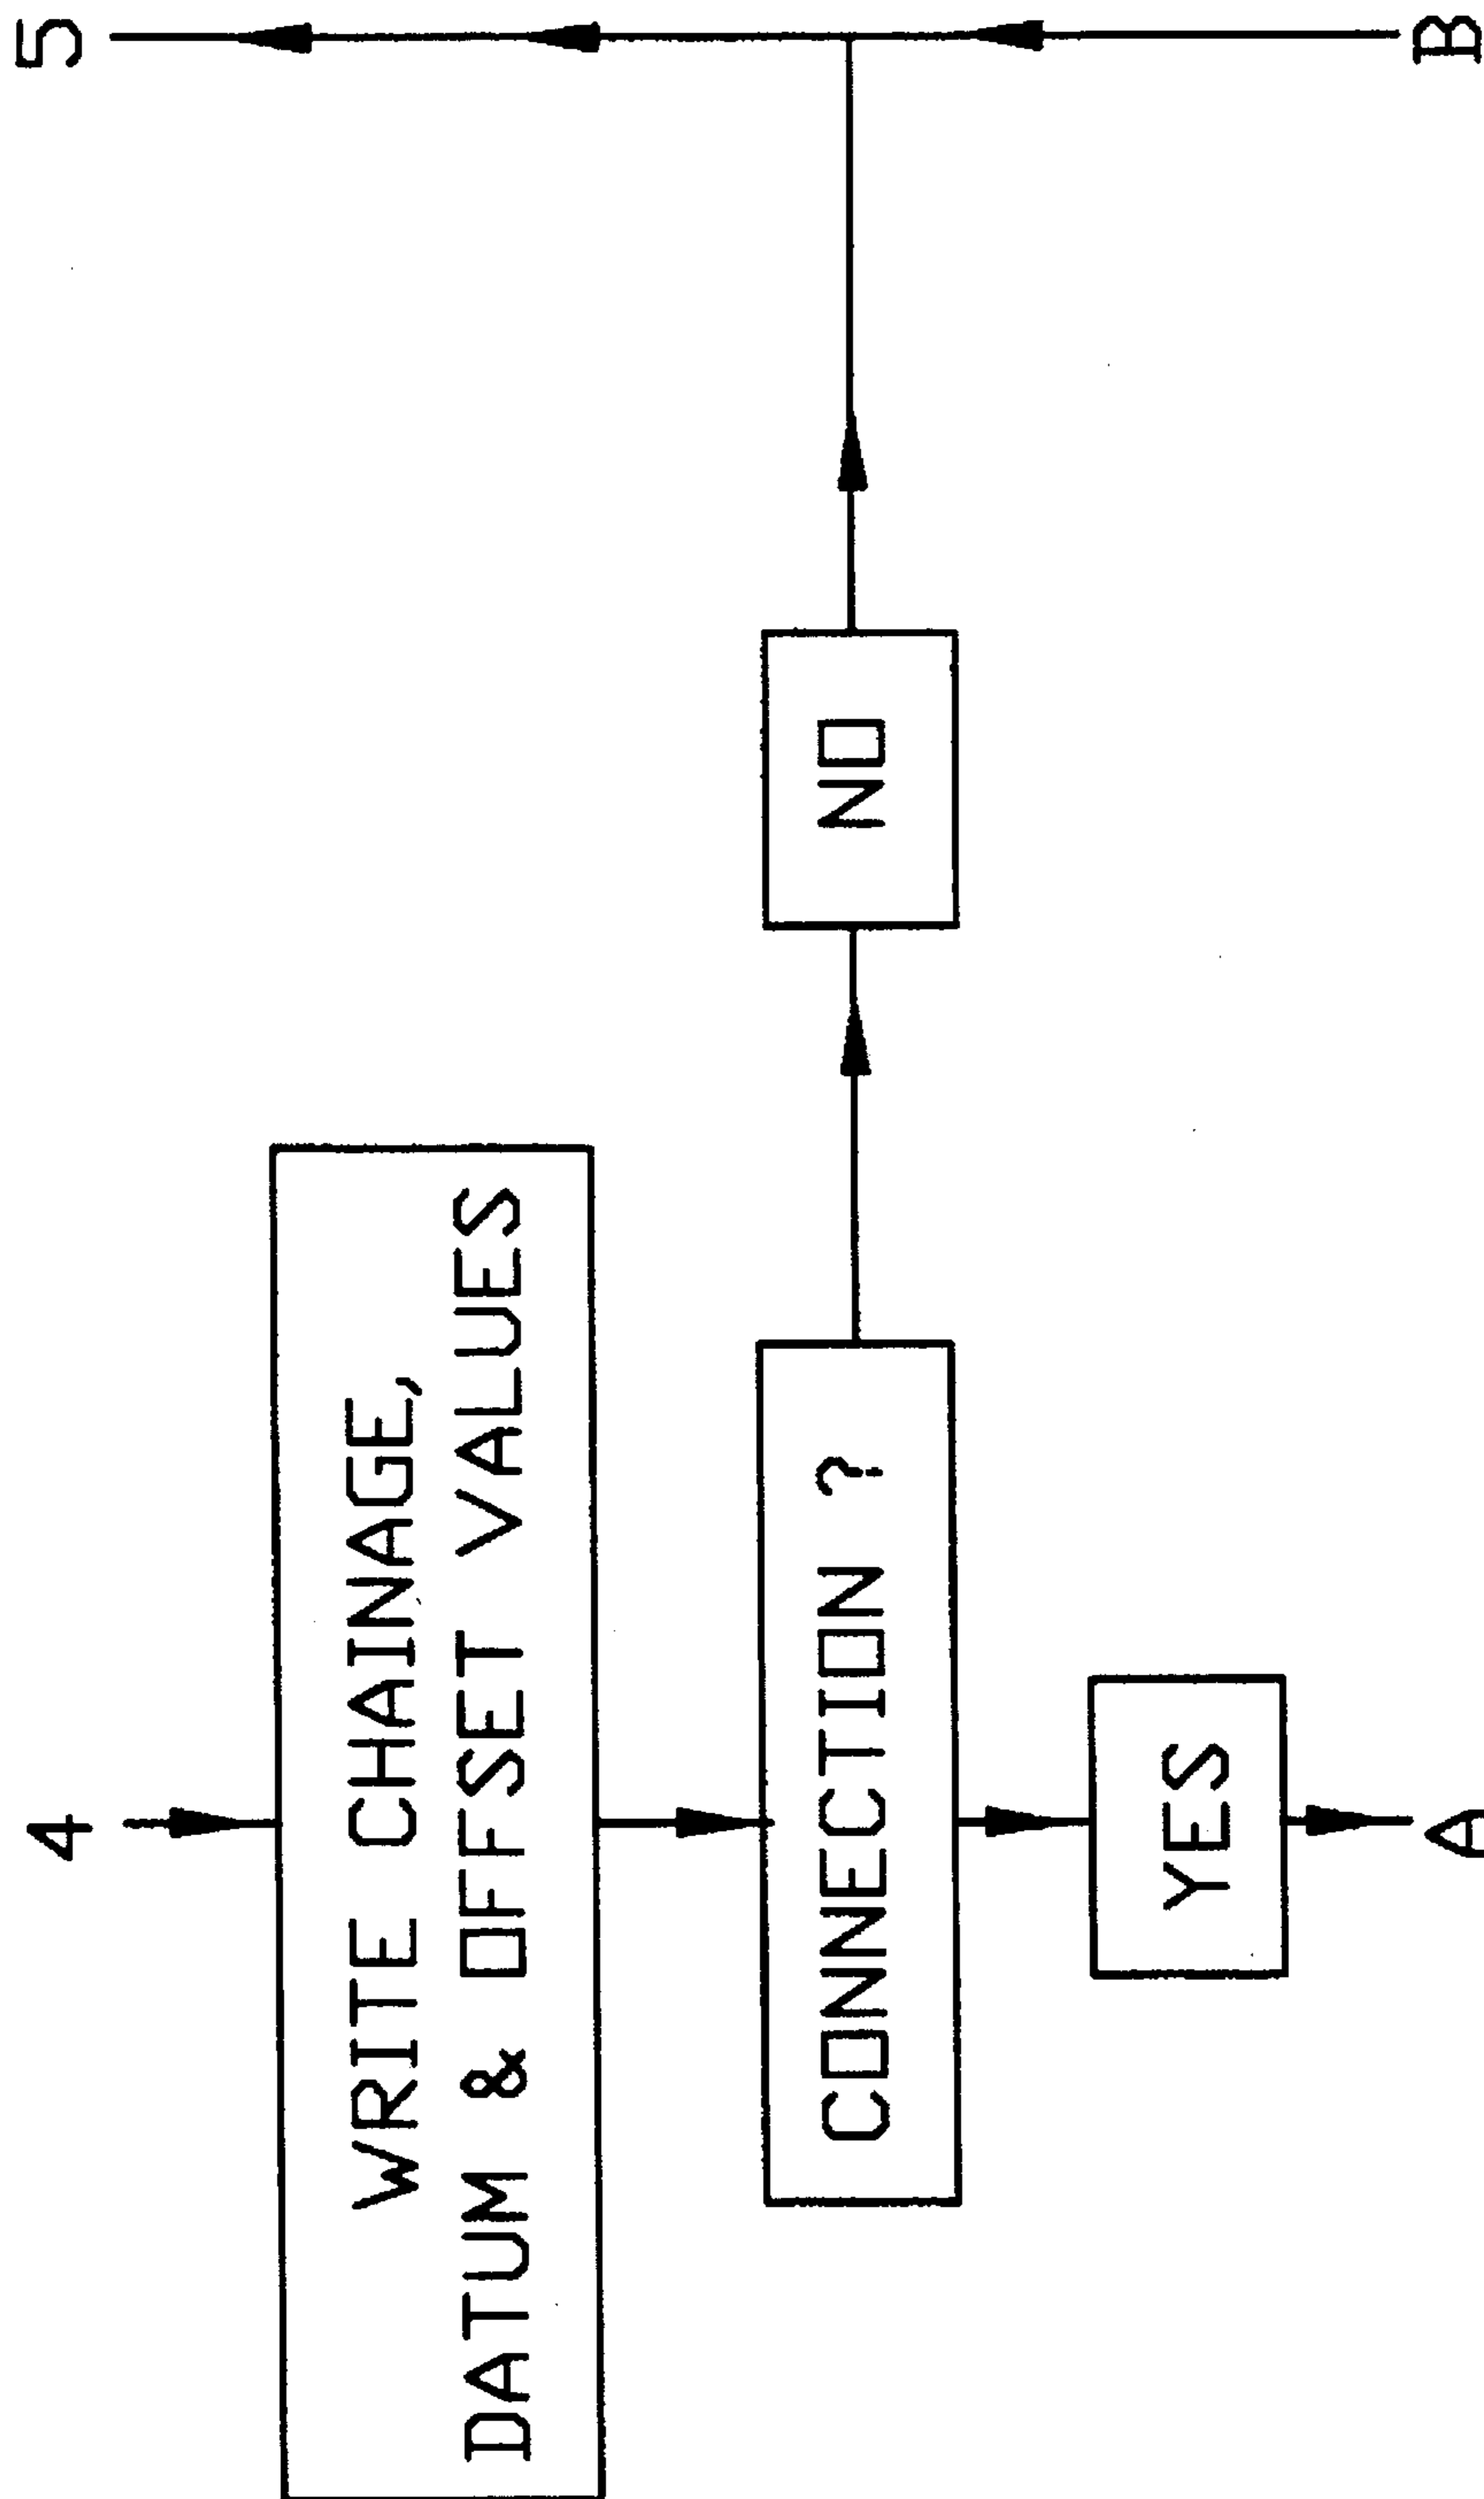 4
5
WRITE CHAINAGE,
DATUM & OFFSET VALUES
CONNECTION ?
NO
YES
A
B